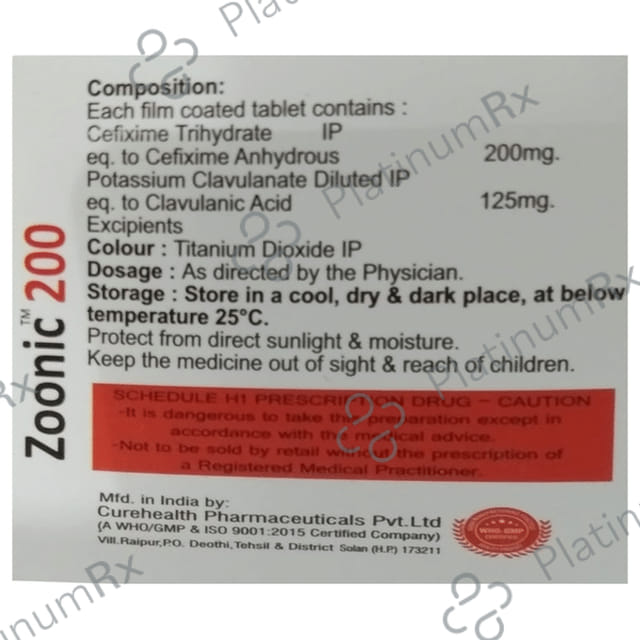 Composition:
Each film coated tablet contains :
Cefixime Trihydrate IP
eq. to Cefixime Anhydrous 200mg.
Potassium Clavulanate Diluted IP
eq. to Clavulanic Acid 125mg.
Excipients
Colour : Titanium Dioxide IP
Dosage : As directed by the Physician.
Storage : Store in a cool, dry & dark place, at below
temperature 25°C.
Protect from direct sunlight & moisture.
Keep the medicine out of sight & reach of children.
Zoonic™ 200
SCHEDULE H1 PRESCRIPTION DRUG – CAUTION
-It is dangerous to take this preparation except in
accordance with the medical advice.
-Not to be sold by retail without the prescription of
a Registered Medical Practitioner.
Mfd. in India by:
Curehealth Pharmaceuticals Pvt.Ltd
(A WHO/GMP & ISO 9001:2015 Certified Company)
Vill.Raipur,P.O. Deothi,Tehsil & District Solan (H.P.) 173211
WHO-GMP
CERTIFIED
PlatinumRx
PlatinumRx
PlatinumRx
PlatinumRx